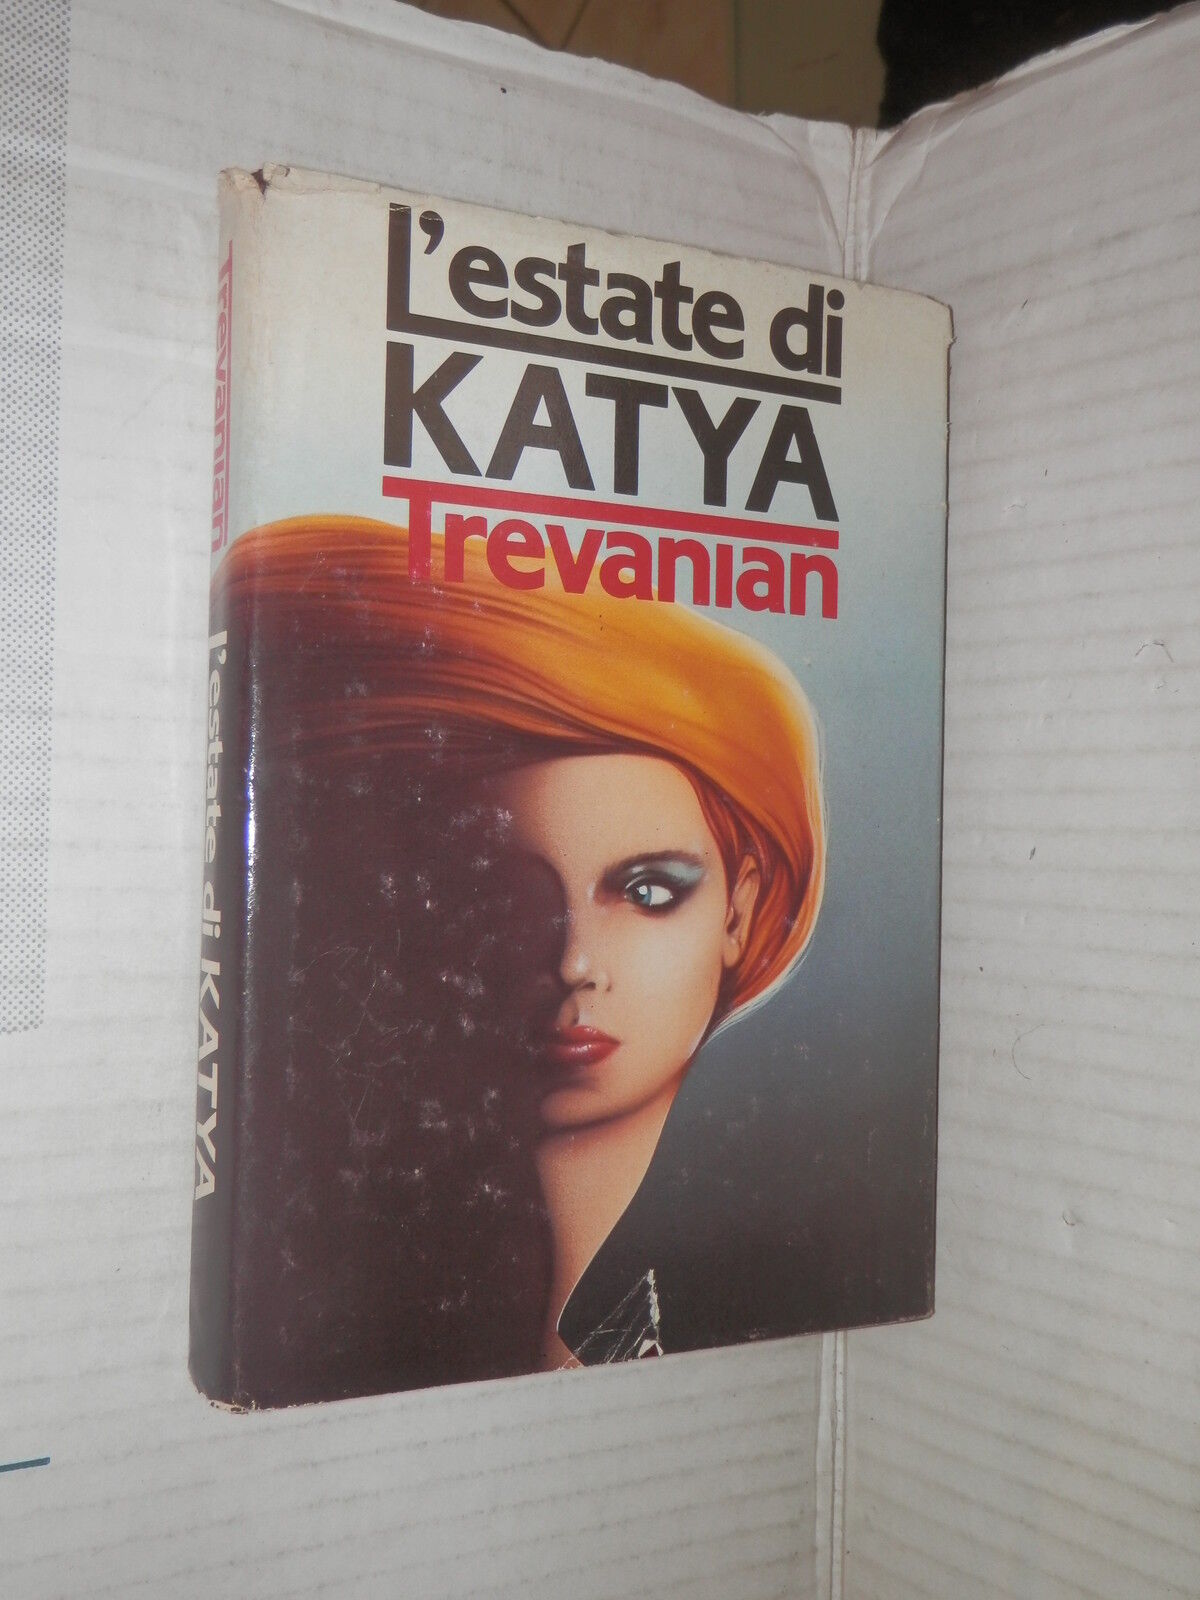 L'estate di
KATYA
Trevanian
Trevanian
l'estate di KATYA